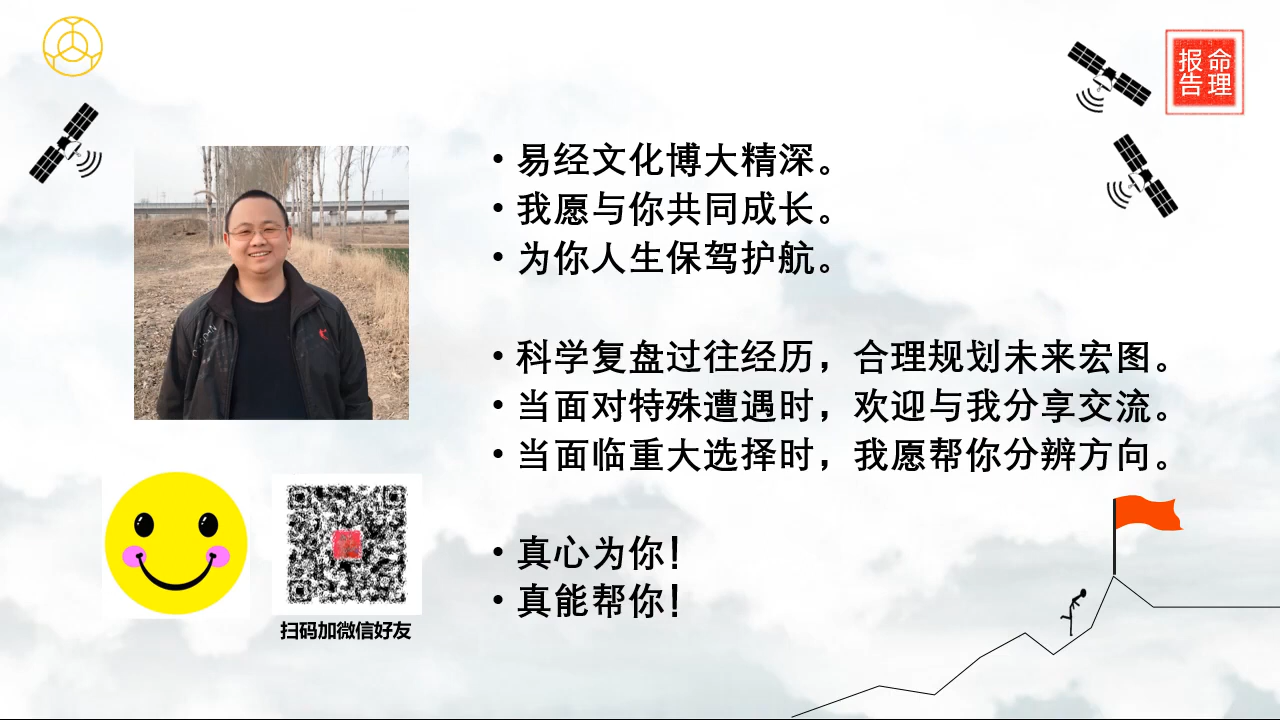 命理
报告
• 易经文化博大精深。
• 我愿与你共同成长。
• 为你人生保驾护航。
• 科学复盘过往经历，合理规划未来宏图。
• 当面对特殊遭遇时，欢迎与我分享交流。
• 当面临重大选择时，我愿帮你分辨方向。
• 真心为你！
• 真能帮你！
扫码加微信好友